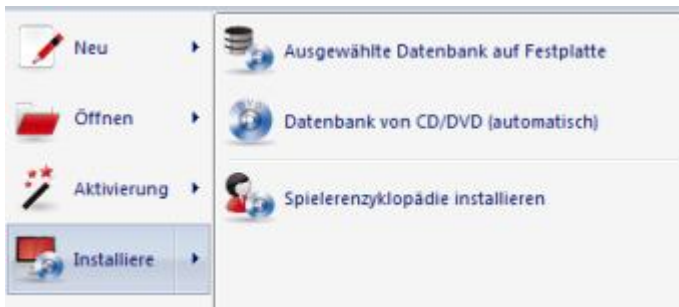 Neu
Öffnen
Aktivierung
Installiere
Ausgewählte Datenbank auf Festplatte
Datenbank von CD/DVD (automatisch)
Spielerenzyklopädie installieren